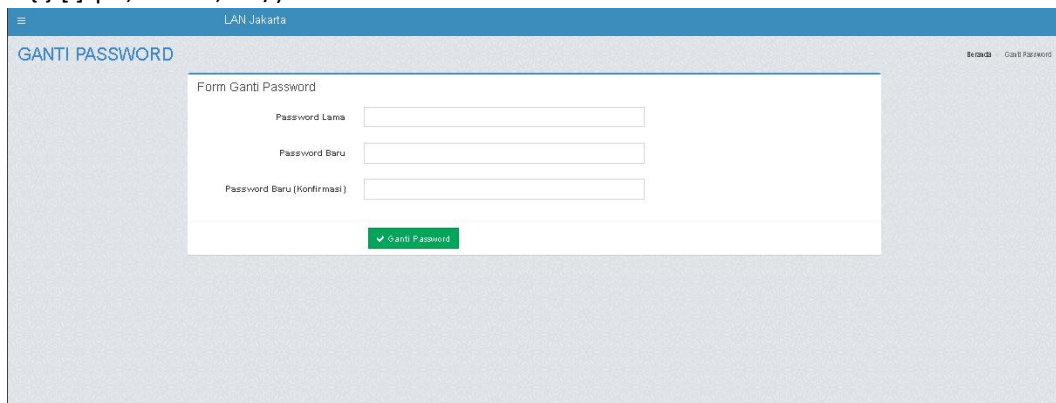 LAN Jakarta
GANTI PASSWORD
Beranda
Ganti Password
Form Ganti Password
Password Lama
Password Baru
Password Baru (Konfirmasi)
✔ Ganti Password